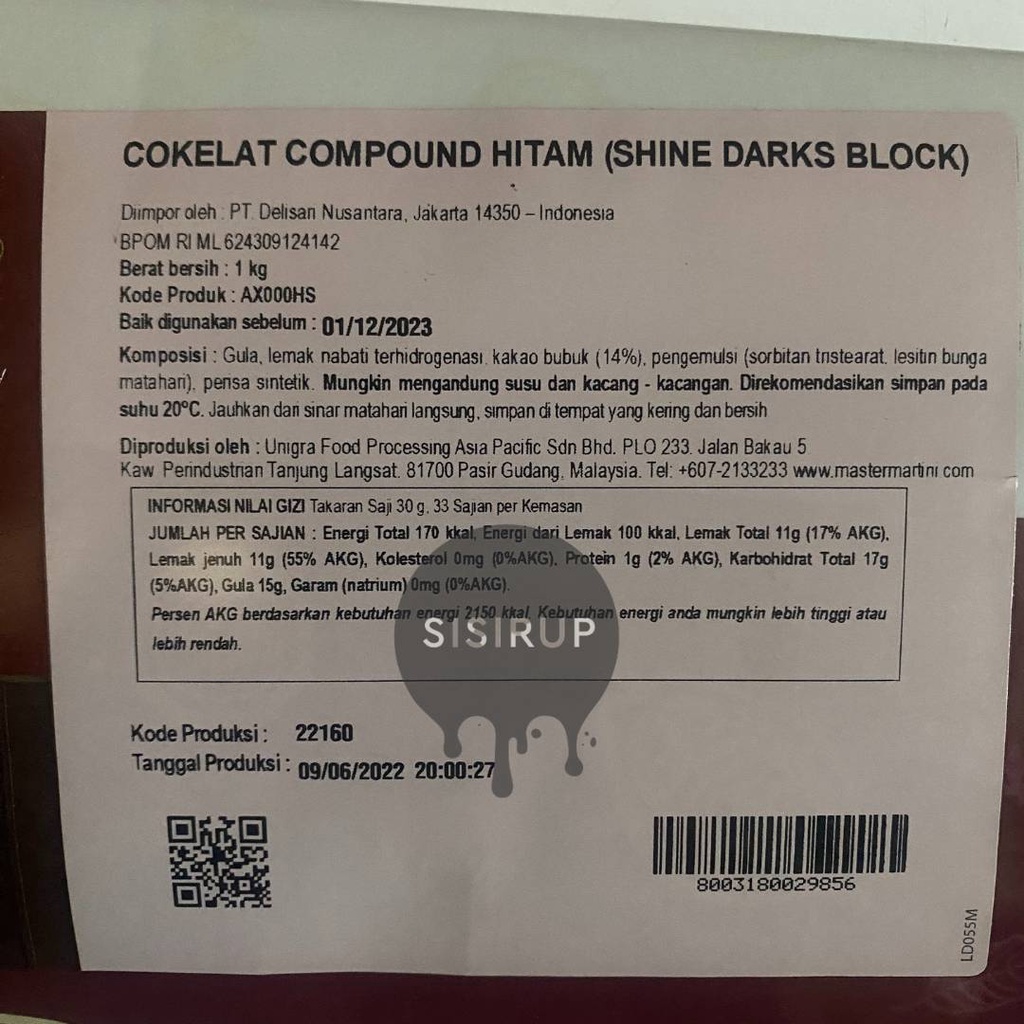 COKELAT COMPOUND HITAM (SHINE DARKS BLOCK)
Diimpor oleh : PT. Delisan Nusantara, Jakarta 14350 – Indonesia
BPOM RI ML 624309124142
Berat bersih : 1 kg
Kode Produk : AX000HS
Baik digunakan sebelum : 01/12/2023
Komposisi : Gula, lemak nabati terhidrogenasi, kakao bubuk (14%), pengemulsi (sorbitan tristearat, lesitin bunga
matahari), perisa sintetik. Mungkin mengandung susu dan kacang - kacangan. Direkomendasikan simpan pada
suhu 20°C. Jauhkan dari sinar matahari langsung, simpan di tempat yang kering dan bersih
Diproduksi oleh : Unigra Food Processing Asia Pacific Sdn Bhd. PLO 233. Jalan Bakau 5
Kaw Perindustrian Tanjung Langsat. 81700 Pasir Gudang, Malaysia. Tel: +607-2133233 www.mastermartini.com
INFORMASI NILAI GIZI Takaran Saji 30 g, 33 Sajian per Kemasan
JUMLAH PER SAJIAN : Energi Total 170 kkal, Energi dari Lemak 100 kkal, Lemak Total 11g (17% AKG),
Lemak jenuh 11g (55% AKG), Kolesterol 0mg (0%AKG), Protein 1g (2% AKG), Karbohidrat Total 17g
(5%AKG), Gula 15g, Garam (natrium) 0mg (0%AKG).
Persen AKG berdasarkan kebutuhan energi 2150 kkal. Kebutuhan energi anda mungkin lebih tinggi atau
lebih rendah.
SISIRUP
Kode Produksi : 22160
Tanggal Produksi : 09/06/2022 20:00:27
8003180029856
LD055M